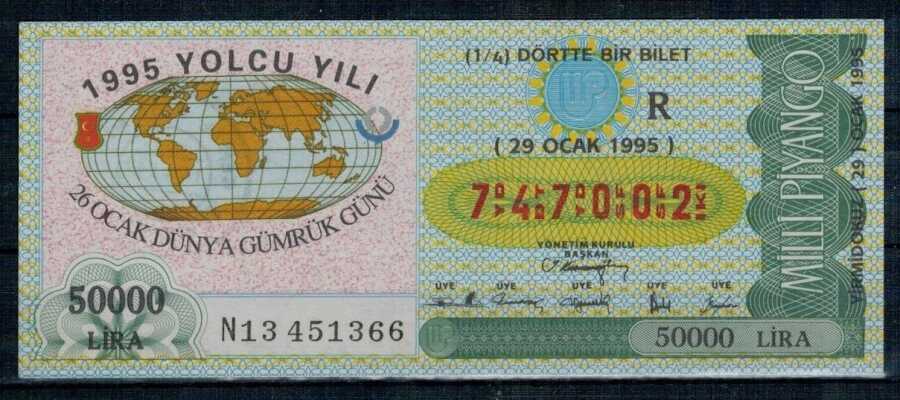 1995 YOLCU YILI
26 OCAK DÜNYA GÜMRÜK GÜNÜ
50000
LİRA
N13 451366
(1/4) DÖRTTE BİR BİLET
MP
R
( 29 OCAK 1995 )
7 4 7 0 0 2
YÖNETİM KURULU
BAŞKAN
ÜYE ÜYE ÜYE ÜYE ÜYE
MP
50000 LİRA
MİLLİ PİYANGO
YİRMİDOKUZ ( 29 ) OCAK 1995